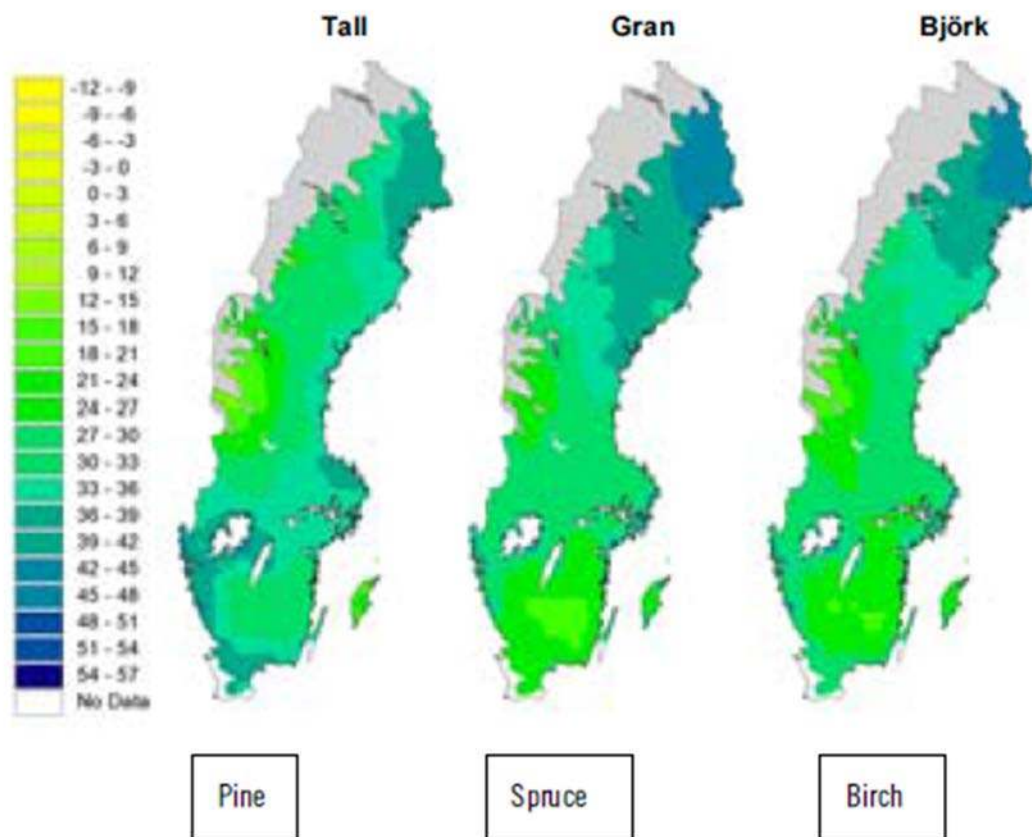 Tall
Gran
Björk
-12 - -9
-9 - -6
-6 - -3
-3 - 0
0 - 3
3 - 6
6 - 9
9 - 12
12 - 15
15 - 18
18 - 21
21 - 24
24 - 27
27 - 30
30 - 33
33 - 36
36 - 39
39 - 42
42 - 45
45 - 48
48 - 51
51 - 54
54 - 57
No Data
Pine
Spruce
Birch